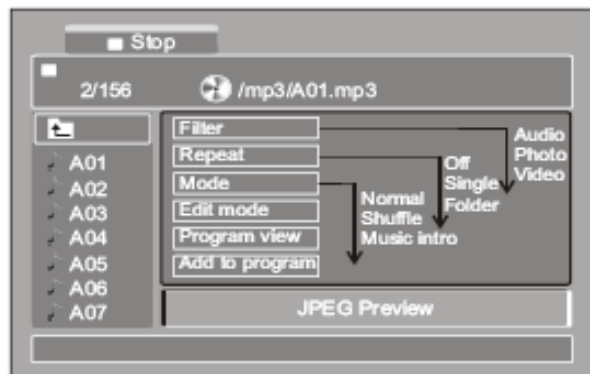 Stop
2/156 /mp3/A01.mp3
A01
A02
A03
A04
A05
A06
A07
Filter
Repeat
Mode
Edit mode
Program view
Add to program
Normal
Shuffle
Music intro
Off
Single
Folder
Audio
Photo
Video
JPEG Preview